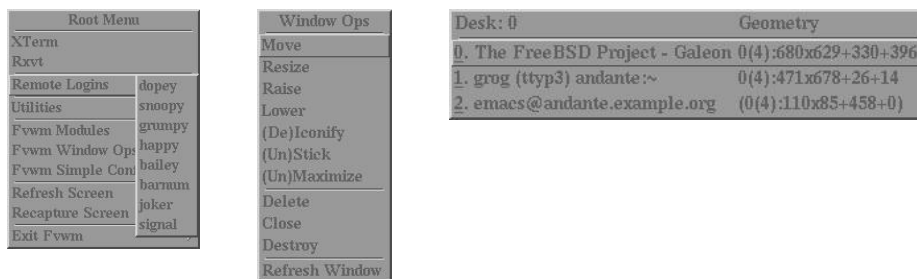 Root Menu
XTerm
Rxvt
Remote Logins
Utilities
Fvwm Modules
Fvwm Window Ops
Fvwm Simple Con
Refresh Screen
Recapture Screen
Exit Fvwm
dopey
snoopy
grumpy
happy
bailey
barnum
joker
signal
Window Ops
Move
Resize
Raise
Lower
(De)Iconify
(Un)Stick
(Un)Maximize
Delete
Close
Destroy
Refresh Window
Desk: 0 Geometry
0. The FreeBSD Project - Galeon 0(4):680x629+330+396
1. grog (ttyp3) andante:~ 0(4):471x678+26+14
2. emacs@andante.example.org (0(4):110x85+458+0)